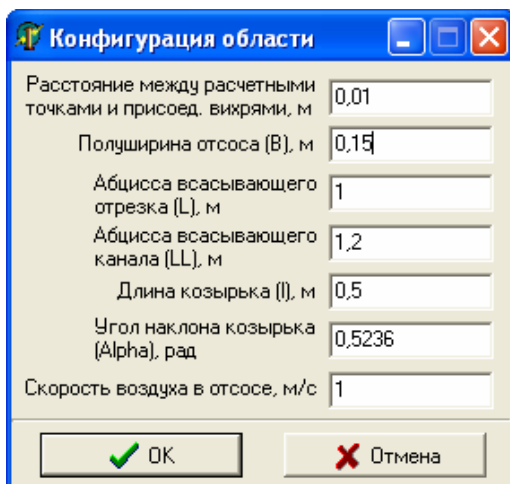 Конфигурация области
Расстояние между расчетными
точками и присоед. вихрями, м
0,01
Полуширина отсоса (B), м
0,15
Абцисса всасывающего
отрезка (L), м
1
Абцисса всасывающего
канала (LL), м
1,2
Длина козырька (l), м
0,5
Угол наклона козырька
(Alpha), рад
0,5236
Скорость воздуха в отсосе, м/с
1
OK
Отмена